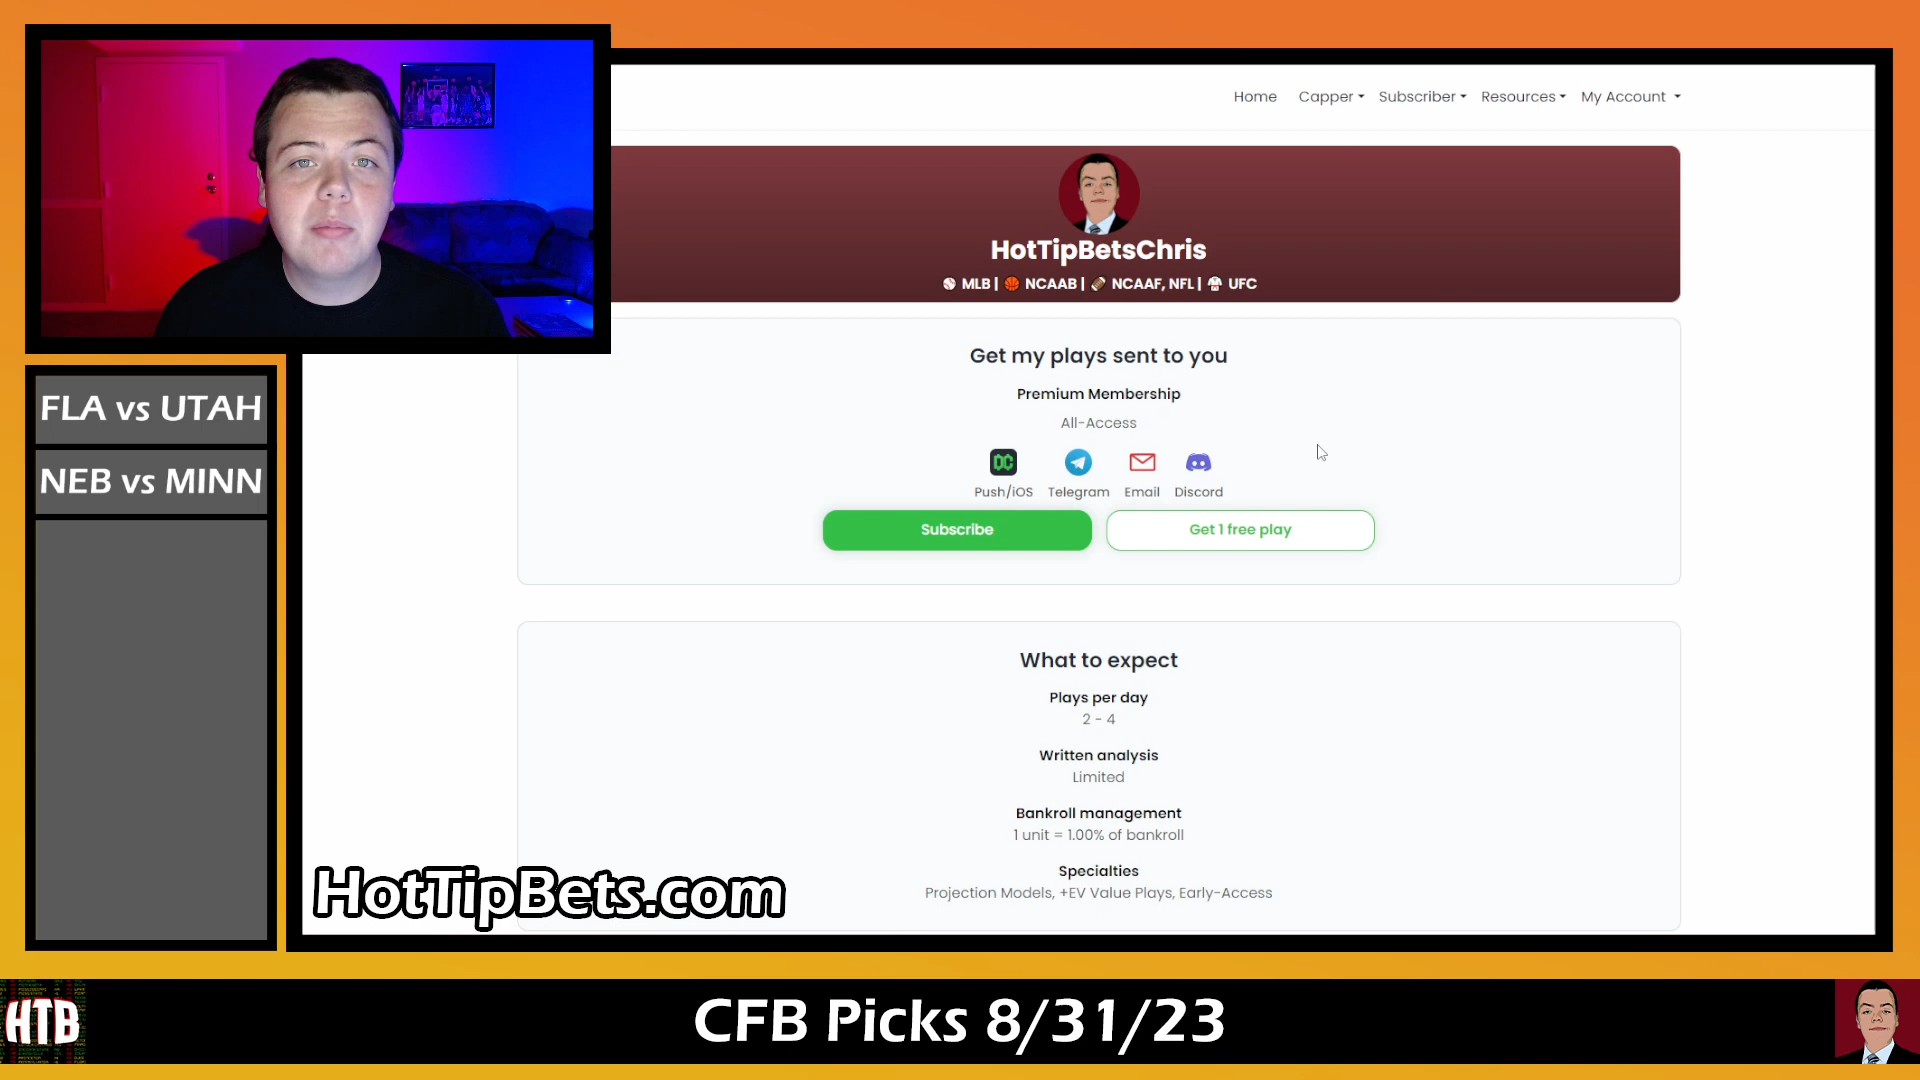 Home Capper Subscriber Resources My Account
HotTipBetsChris
MLB | NCAAB | NCAAF, NFL | UFC
Get my plays sent to you
Premium Membership
All-Access
DC
Push/iOS Telegram Email Discord
Subscribe Get 1 free play
FLA vs UTAH
NEB vs MINN
What to expect
Plays per day
2 - 4
Written analysis
Limited
Bankroll management
1 unit = 1.00% of bankroll
Specialties
Projection Models, +EV Value Plays, Early-Access
HotTipBets.com
HTB
CFB Picks 8/31/23